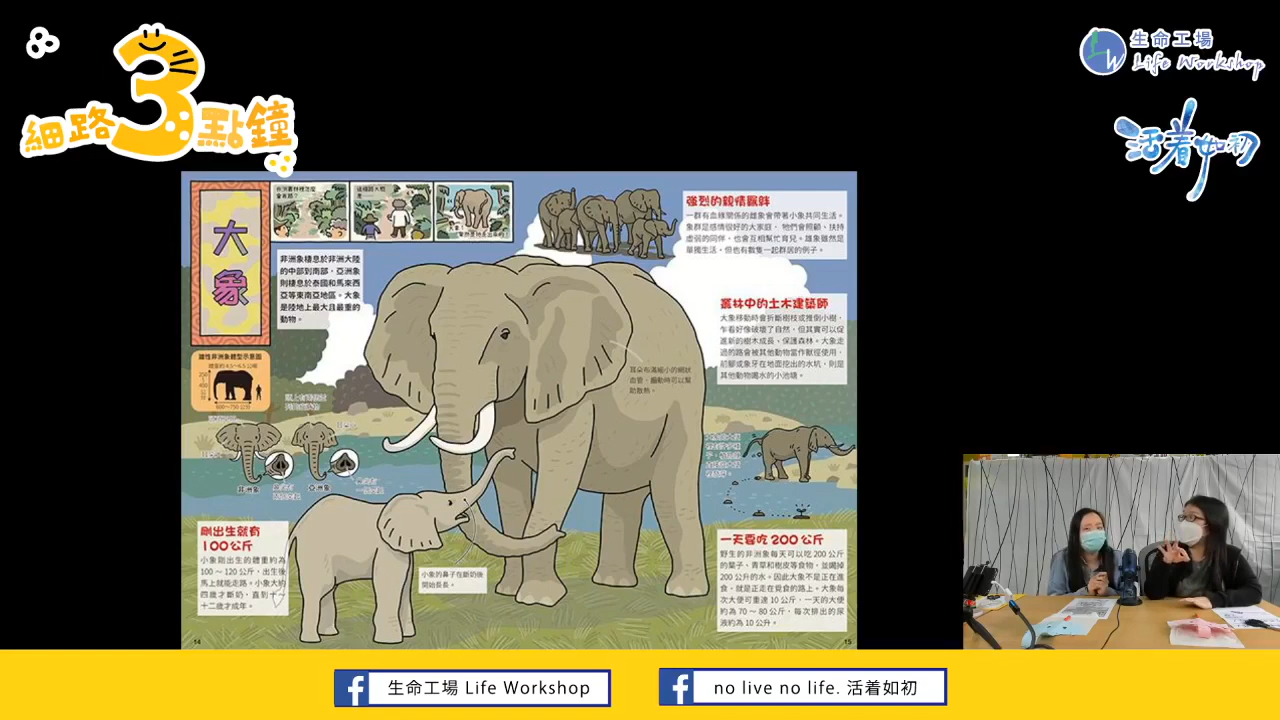 細路3點鐘
生命工場
Life Workshop
活着如初
大象
非洲象棲息於非洲大陸
的中部到南部，亞洲象
則棲息於泰國和馬來西
亞等東南亞地區。大象
是陸地上最大且最重的
動物。
強烈的親情羈絆
一群有血緣關係的雌象會帶著小象共同生活。
象群是感情很好的大家庭， 牠們會照顧、扶持
虛弱的同伴，也會互相幫忙育兒。雄象雖然是
單獨生活，但也有數隻一起群居的例子。
叢林中的土木建築師
大象移動時會折斷樹枝或推倒小樹，
乍看好像破壞了自然，但其實可以促
進新的樹木成長、保護森林。大象走
過的路會被其他動物當作獸徑使用，
前腳或象牙在地面挖出的水坑，則是
其他動物喝水的小池塘。
耳朵布滿細小的網狀
血管，搧動時可以幫
助散熱。
雄性非洲象體型示意圖
600～750 公分
非洲象
亞洲象
剛出生就有
100公斤
小象剛出生的體重約為
100 ～ 120 公斤，出生後
馬上就能走路。小象大約
四歲才斷奶，直到十～
十二歲才成年。
小象的鼻子在斷奶後
開始長長。
一天要吃 200 公斤
野生的非洲象每天可以吃 200 公斤
的葉子、青草和樹皮等食物，並喝掉
200 公升的水。因此大象不是正在進
食，就是正走在覓食的路上。大象每
次大便可重達 10 公斤，一天的大便
約為 70 ～ 80 公斤，每次排出的尿
液約為 10 公升。
14
15
生命工場 Life Workshop
no live no life. 活着如初